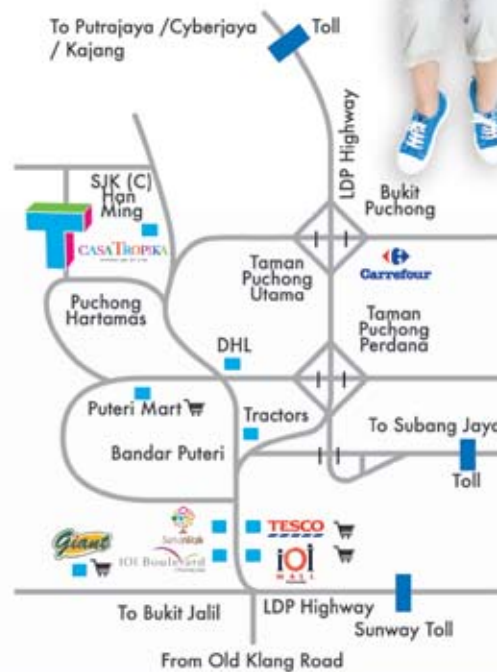 To Putrajaya /Cyberjaya
/ Kajang
Toll
LDP Highway
SJK (C)
Han
Ming
T
CASA TROPIKA
Bukit
Puchong
Carrefour
Taman
Puchong
Utama
Puchong
Hartamas
Taman
Puchong
Perdana
DHL
Puteri Mart
Tractors
To Subang Jaya
Bandar Puteri
Toll
TESCO
Giant
IOI Boulevard
IOI
MALL
To Bukit Jalil
LDP Highway
Sunway Toll
From Old Klang Road